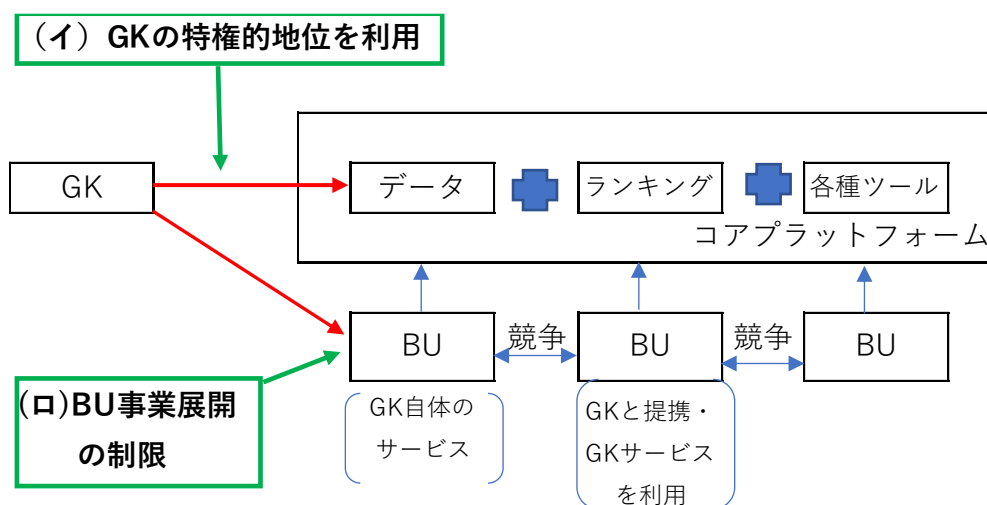 （イ）GKの特権的地位を利用
GK
データ
ランキング
各種ツール
コアプラットフォーム
BU
競争
BU
競争
BU
(ロ)BU事業展開
の制限
GK自体の
サービス
GKと提携・
GKサービス
を利用